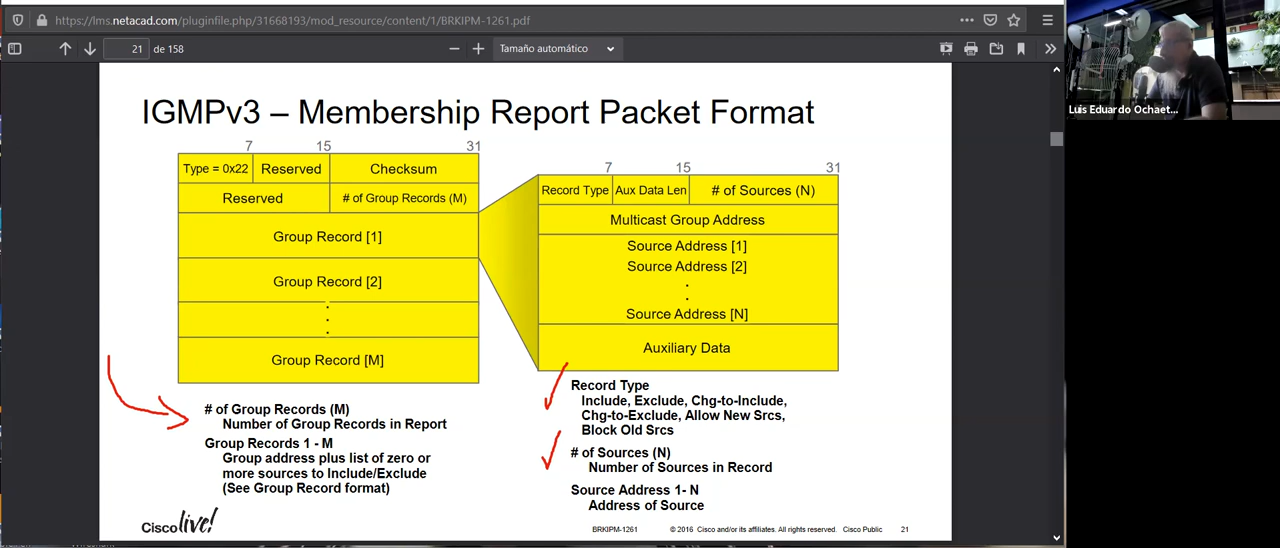 https://lms.netacad.com/pluginfile.php/31668193/mod_resource/content/1/BRKIPM-1261.pdf
21 de 158
Tamaño automático
Luis Eduardo Ochaet...
IGMPv3 – Membership Report Packet Format
7 15 31
Type = 0x22 Reserved Checksum
Reserved # of Group Records (M)
Group Record [1]
Group Record [2]
.
.
.
Group Record [M]
# of Group Records (M)
Number of Group Records in Report
Group Records 1 - M
Group address plus list of zero or
more sources to Include/Exclude
(See Group Record format)
7 15 31
Record Type Aux Data Len # of Sources (N)
Multicast Group Address
Source Address [1]
Source Address [2]
.
.
Source Address [N]
Auxiliary Data
Record Type
Include, Exclude, Chg-to-Include,
Chg-to-Exclude, Allow New Srcs,
Block Old Srcs
# of Sources (N)
Number of Sources in Record
Source Address 1- N
Address of Source
Cisco live!
BRKIPM-1261 © 2016 Cisco and/or its affiliates. All rights reserved. Cisco Public 21